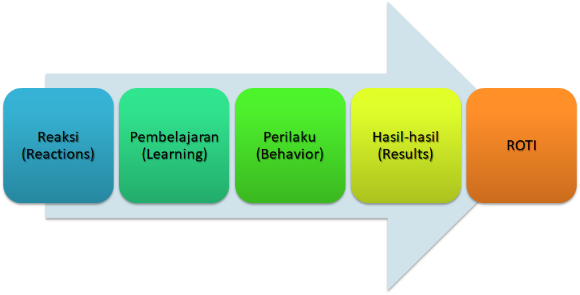 Reaksi
(Reactions)
Pembelajaran
(Learning)
Perilaku
(Behavior)
Hasil-hasil
(Results)
ROTI